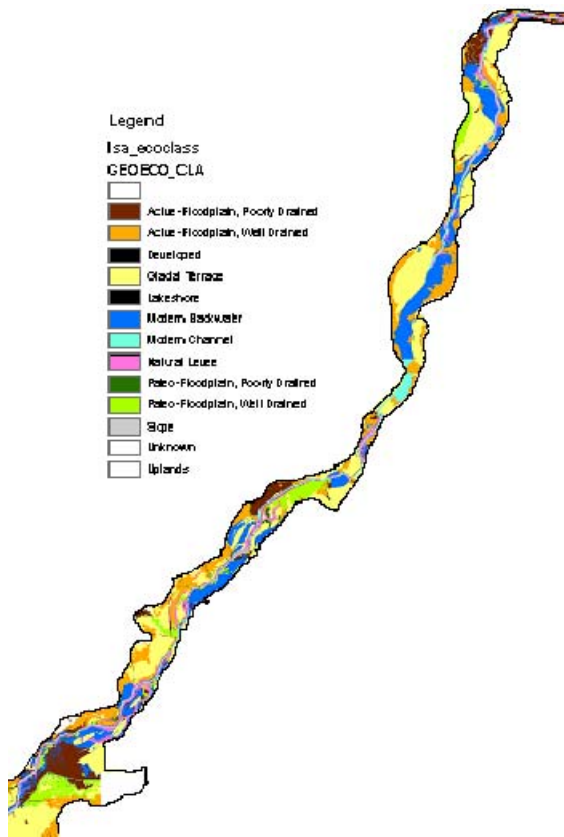 Legend
lsa_ecoclass
GEOECO_CLA
Active-Floodplain, Poorly Drained
Active-Floodplain, Well Drained
Developed
Glacial Terrace
Lakeshore
Modern Backwater
Modern Channel
Natural Levee
Paleo-Floodplain, Poorly Drained
Paleo-Floodplain, Well Drained
Slope
Unknown
Uplands